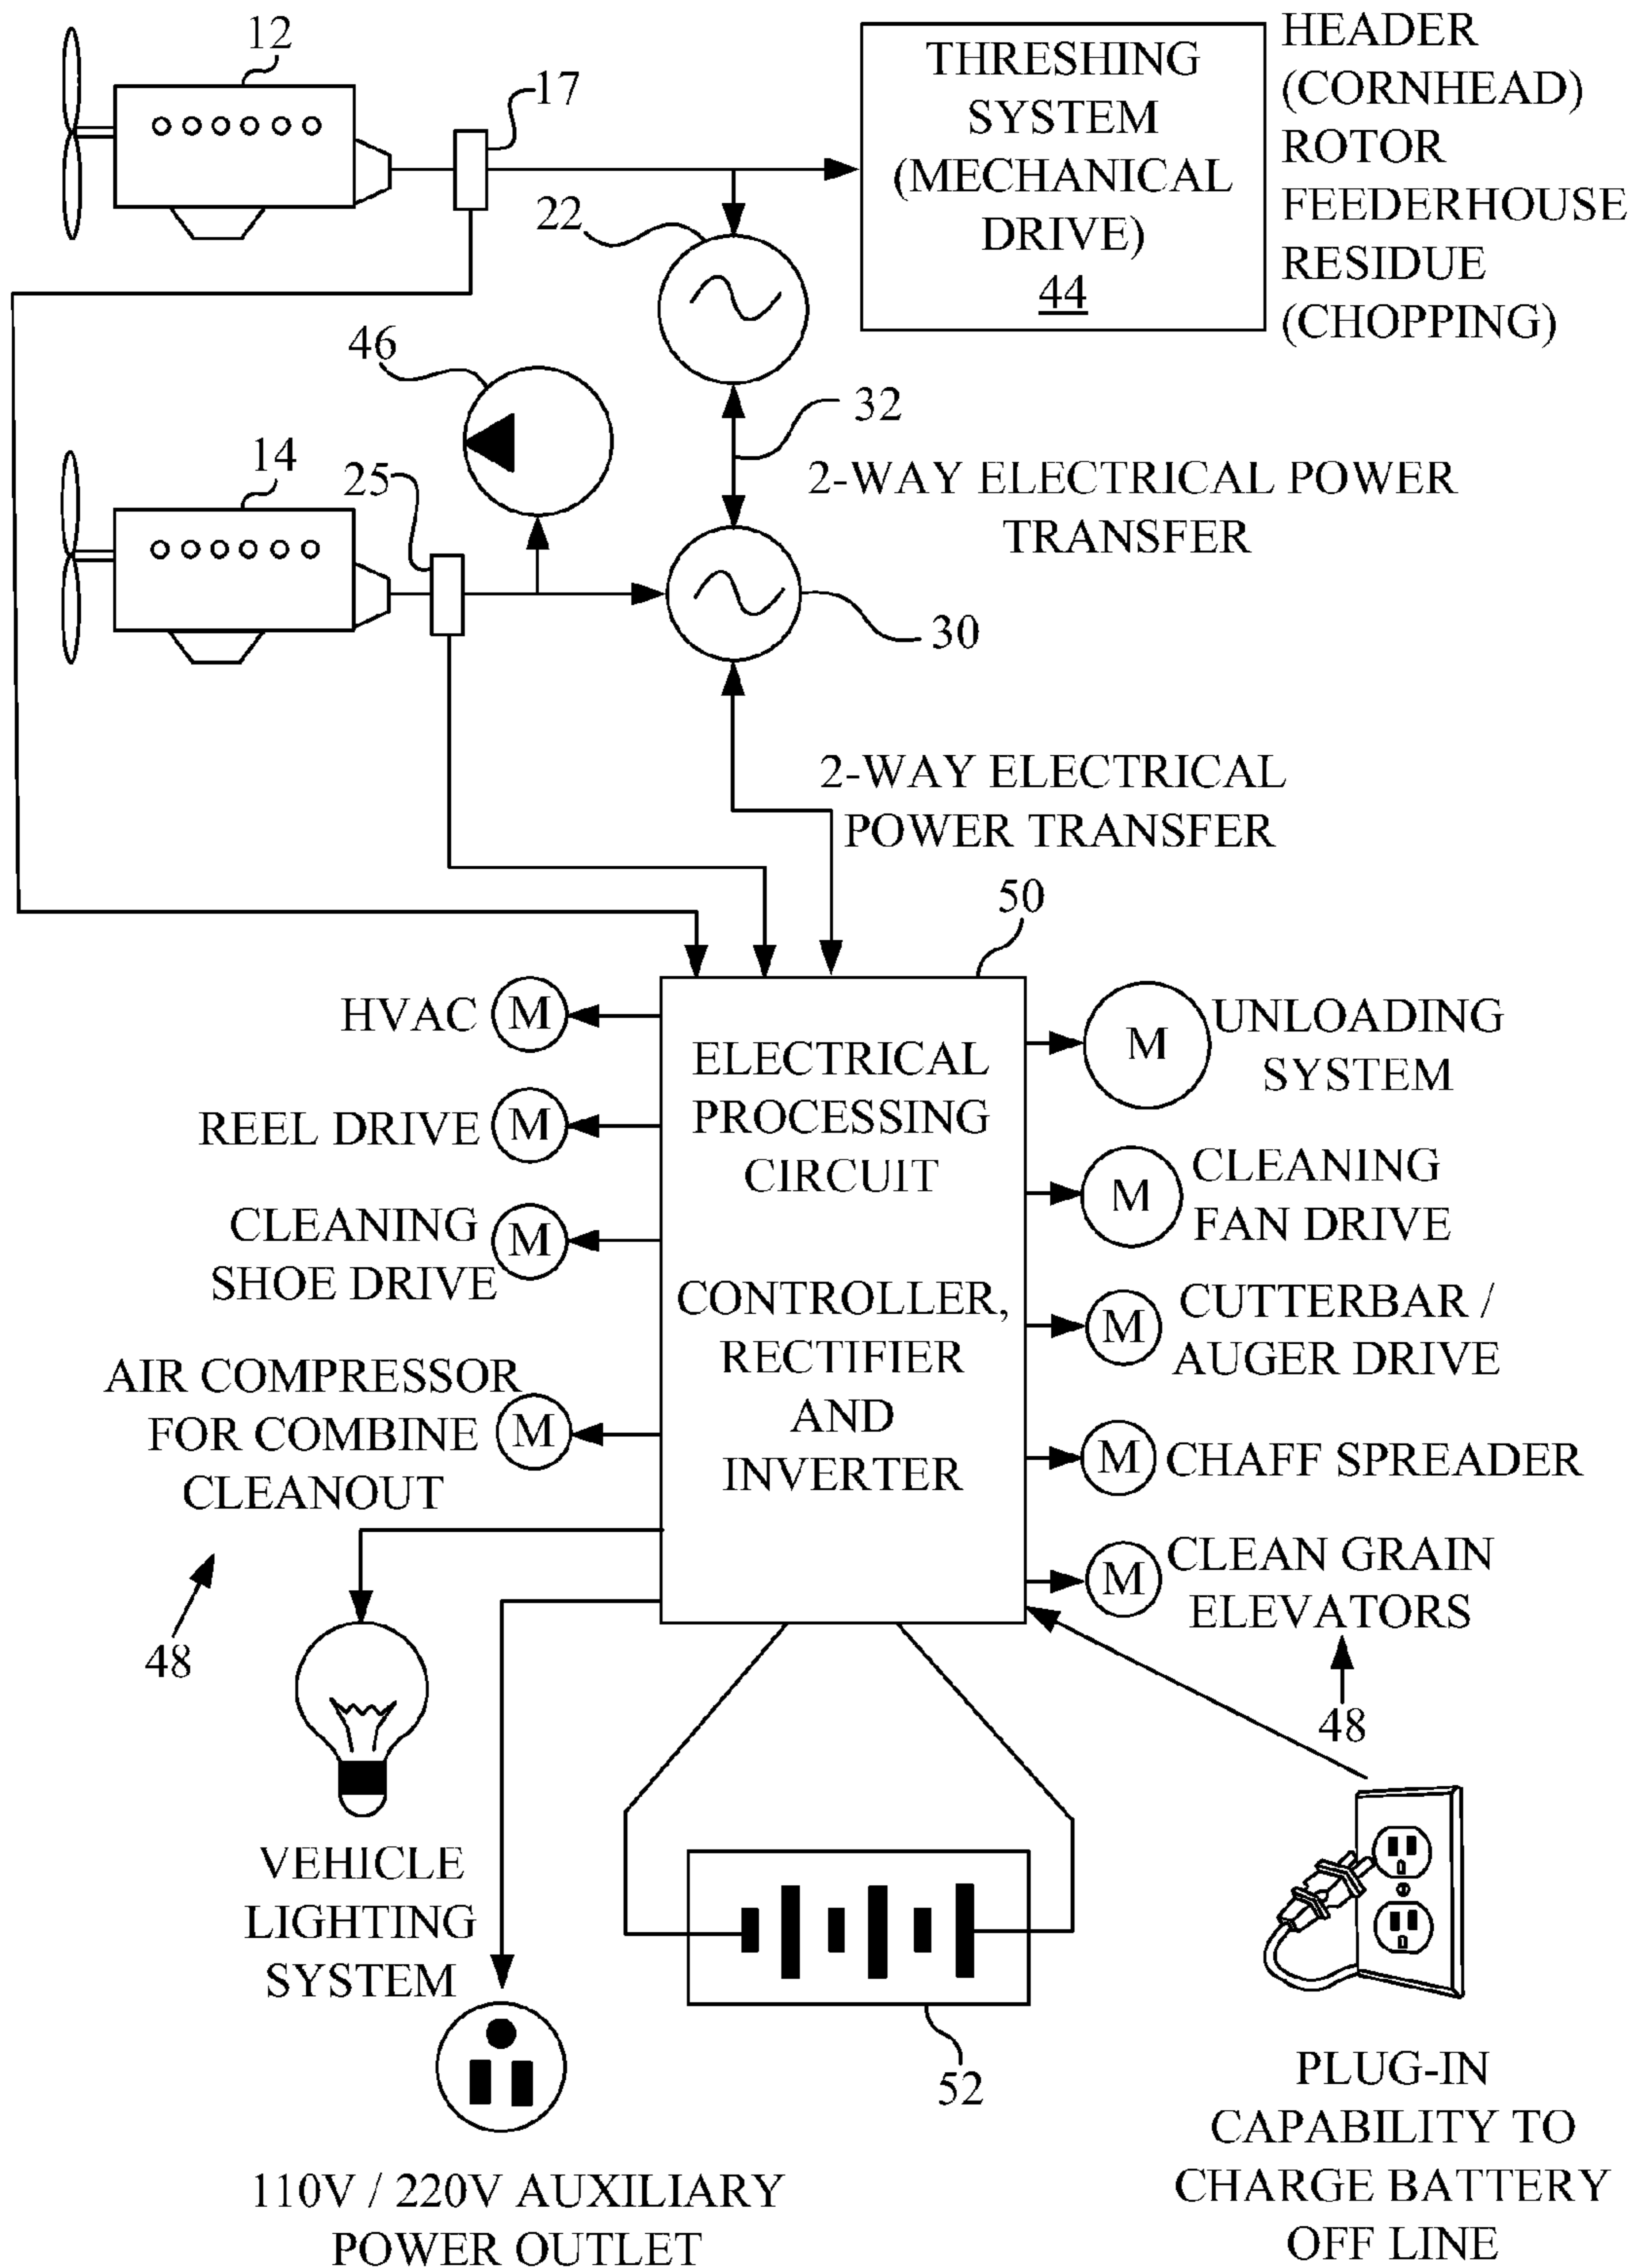 12
17
THRESHING
SYSTEM
(MECHANICAL
DRIVE)
44
HEADER
(CORNHEAD)
ROTOR
FEEDERHOUSE
RESIDUE
(CHOPPING)
22
46
32
2-WAY ELECTRICAL POWER
TRANSFER
14
25
30
2-WAY ELECTRICAL
POWER TRANSFER
50
ELECTRICAL
PROCESSING
CIRCUIT
CONTROLLER,
RECTIFIER
AND
INVERTER
HVAC M
REEL DRIVE M
CLEANING
SHOE DRIVE
M
AIR COMPRESSOR
FOR COMBINE
CLEANOUT
M
48
M UNLOADING
SYSTEM
M CLEANING
FAN DRIVE
M CUTTERBAR /
AUGER DRIVE
M CHAFF SPREADER
M CLEAN GRAIN
ELEVATORS
48
VEHICLE
LIGHTING
SYSTEM
52
110V / 220V AUXILIARY
POWER OUTLET
PLUG-IN
CAPABILITY TO
CHARGE BATTERY
OFF LINE